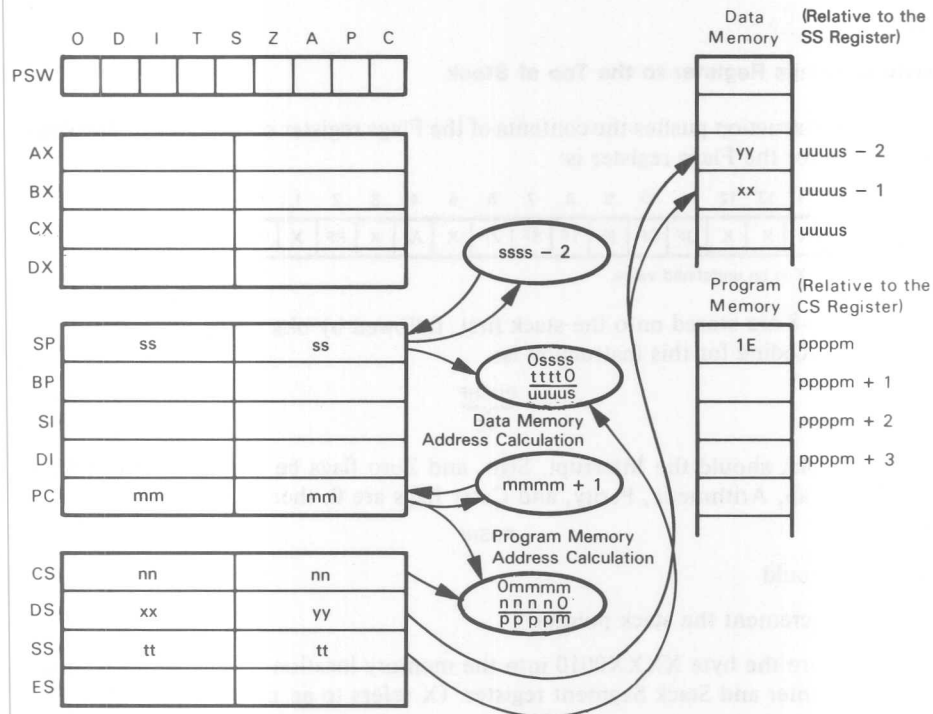 Data Memory (Relative to the SS Register)
O D I T S Z A P C
PSW
AX
yy uuuus – 2
BX
xx uuuus – 1
CX
uuuus
DX
ssss – 2
Program Memory (Relative to the CS Register)
SP ss ss
1E ppppm
BP
0ssss
tttt0
uuuus
ppppm + 1
SI
Data Memory
Address Calculation
ppppm + 2
DI
ppppm + 3
PC mm mm
mmmm + 1
Program Memory
Address Calculation
CS nn nn
0mmmm
nnnn0
ppppm
DS xx yy
SS tt tt
ES